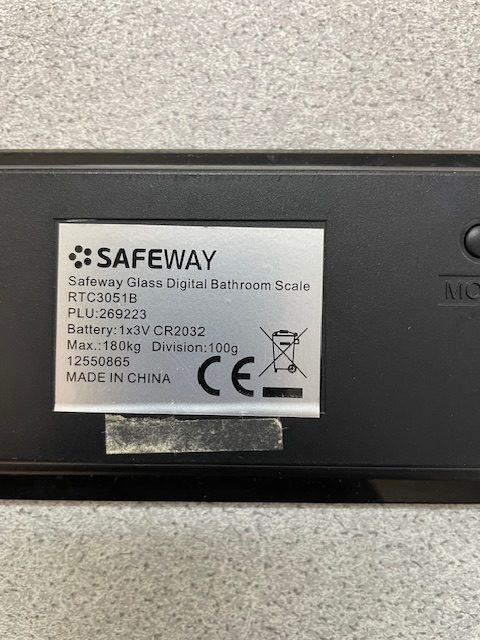 SAFEWAY
Safeway Glass Digital Bathroom Scale
RTC3051B
PLU:269223
Battery:1x3V CR2032
Max.:180kg Division:100g
12550865
MADE IN CHINA
CE
MO